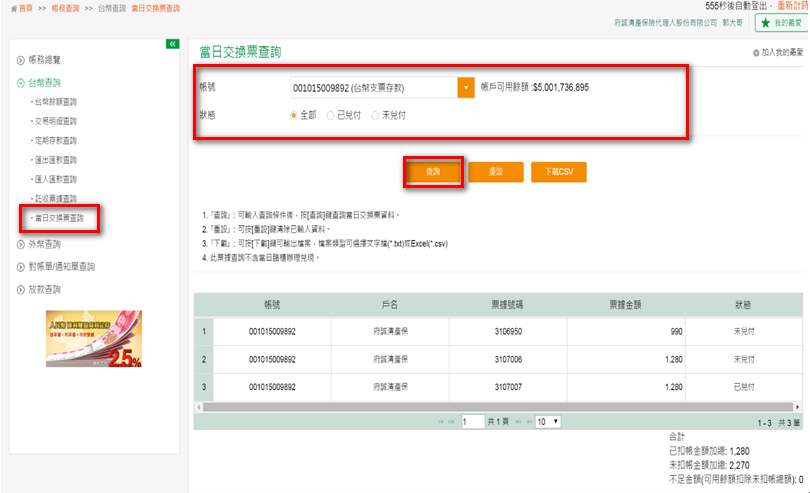 555秒後自動登出， 重新計時
首頁 >> 帳務查詢 >> 台幣查詢 當日交換票查詢
府誠清產保險代理人股份有限公司 郭大哥
我的最愛
帳務總覽
台幣查詢
台幣餘額查詢
交易明細查詢
定期存款查詢
匯出匯款查詢
匯入匯款查詢
託收票據查詢
當日交換票查詢
外幣查詢
對帳單/通知單查詢
放款查詢
2.5%
當日交換票查詢
加入我的最愛
帳號 001015009892 (台幣支票存款) 帳戶可用餘額 :$5,001,736,895
狀態 全部 已兌付 未兌付
查詢 重設 下載CSV
1.「查詢」: 可輸入查詢條件後，按[查詢]鍵查詢當日交換票資料。
2.「重設」: 可按[重設]鍵清除已輸入資料。
3.「下載」: 可按[下載]鍵可輸出檔案，檔案類型可選擇文字檔(*.txt)或Excel(*.csv)
4. 此票據查詢不含當日臨櫃辦理兌現。
帳號 戶名 票據號碼 票據金額 狀態
1 001015009892 府誠清產保 3106950 990 未兌付
2 001015009892 府誠清產保 3107006 1,280 未兌付
3 001015009892 府誠清產保 3107007 1,280 已兌付
1 共 1 頁 10 1 - 3 共 3 筆
合計
已扣帳金額加總: 1,280
未扣帳金額加總: 2,270
不足金額(可用餘額扣除未扣帳總額): 0